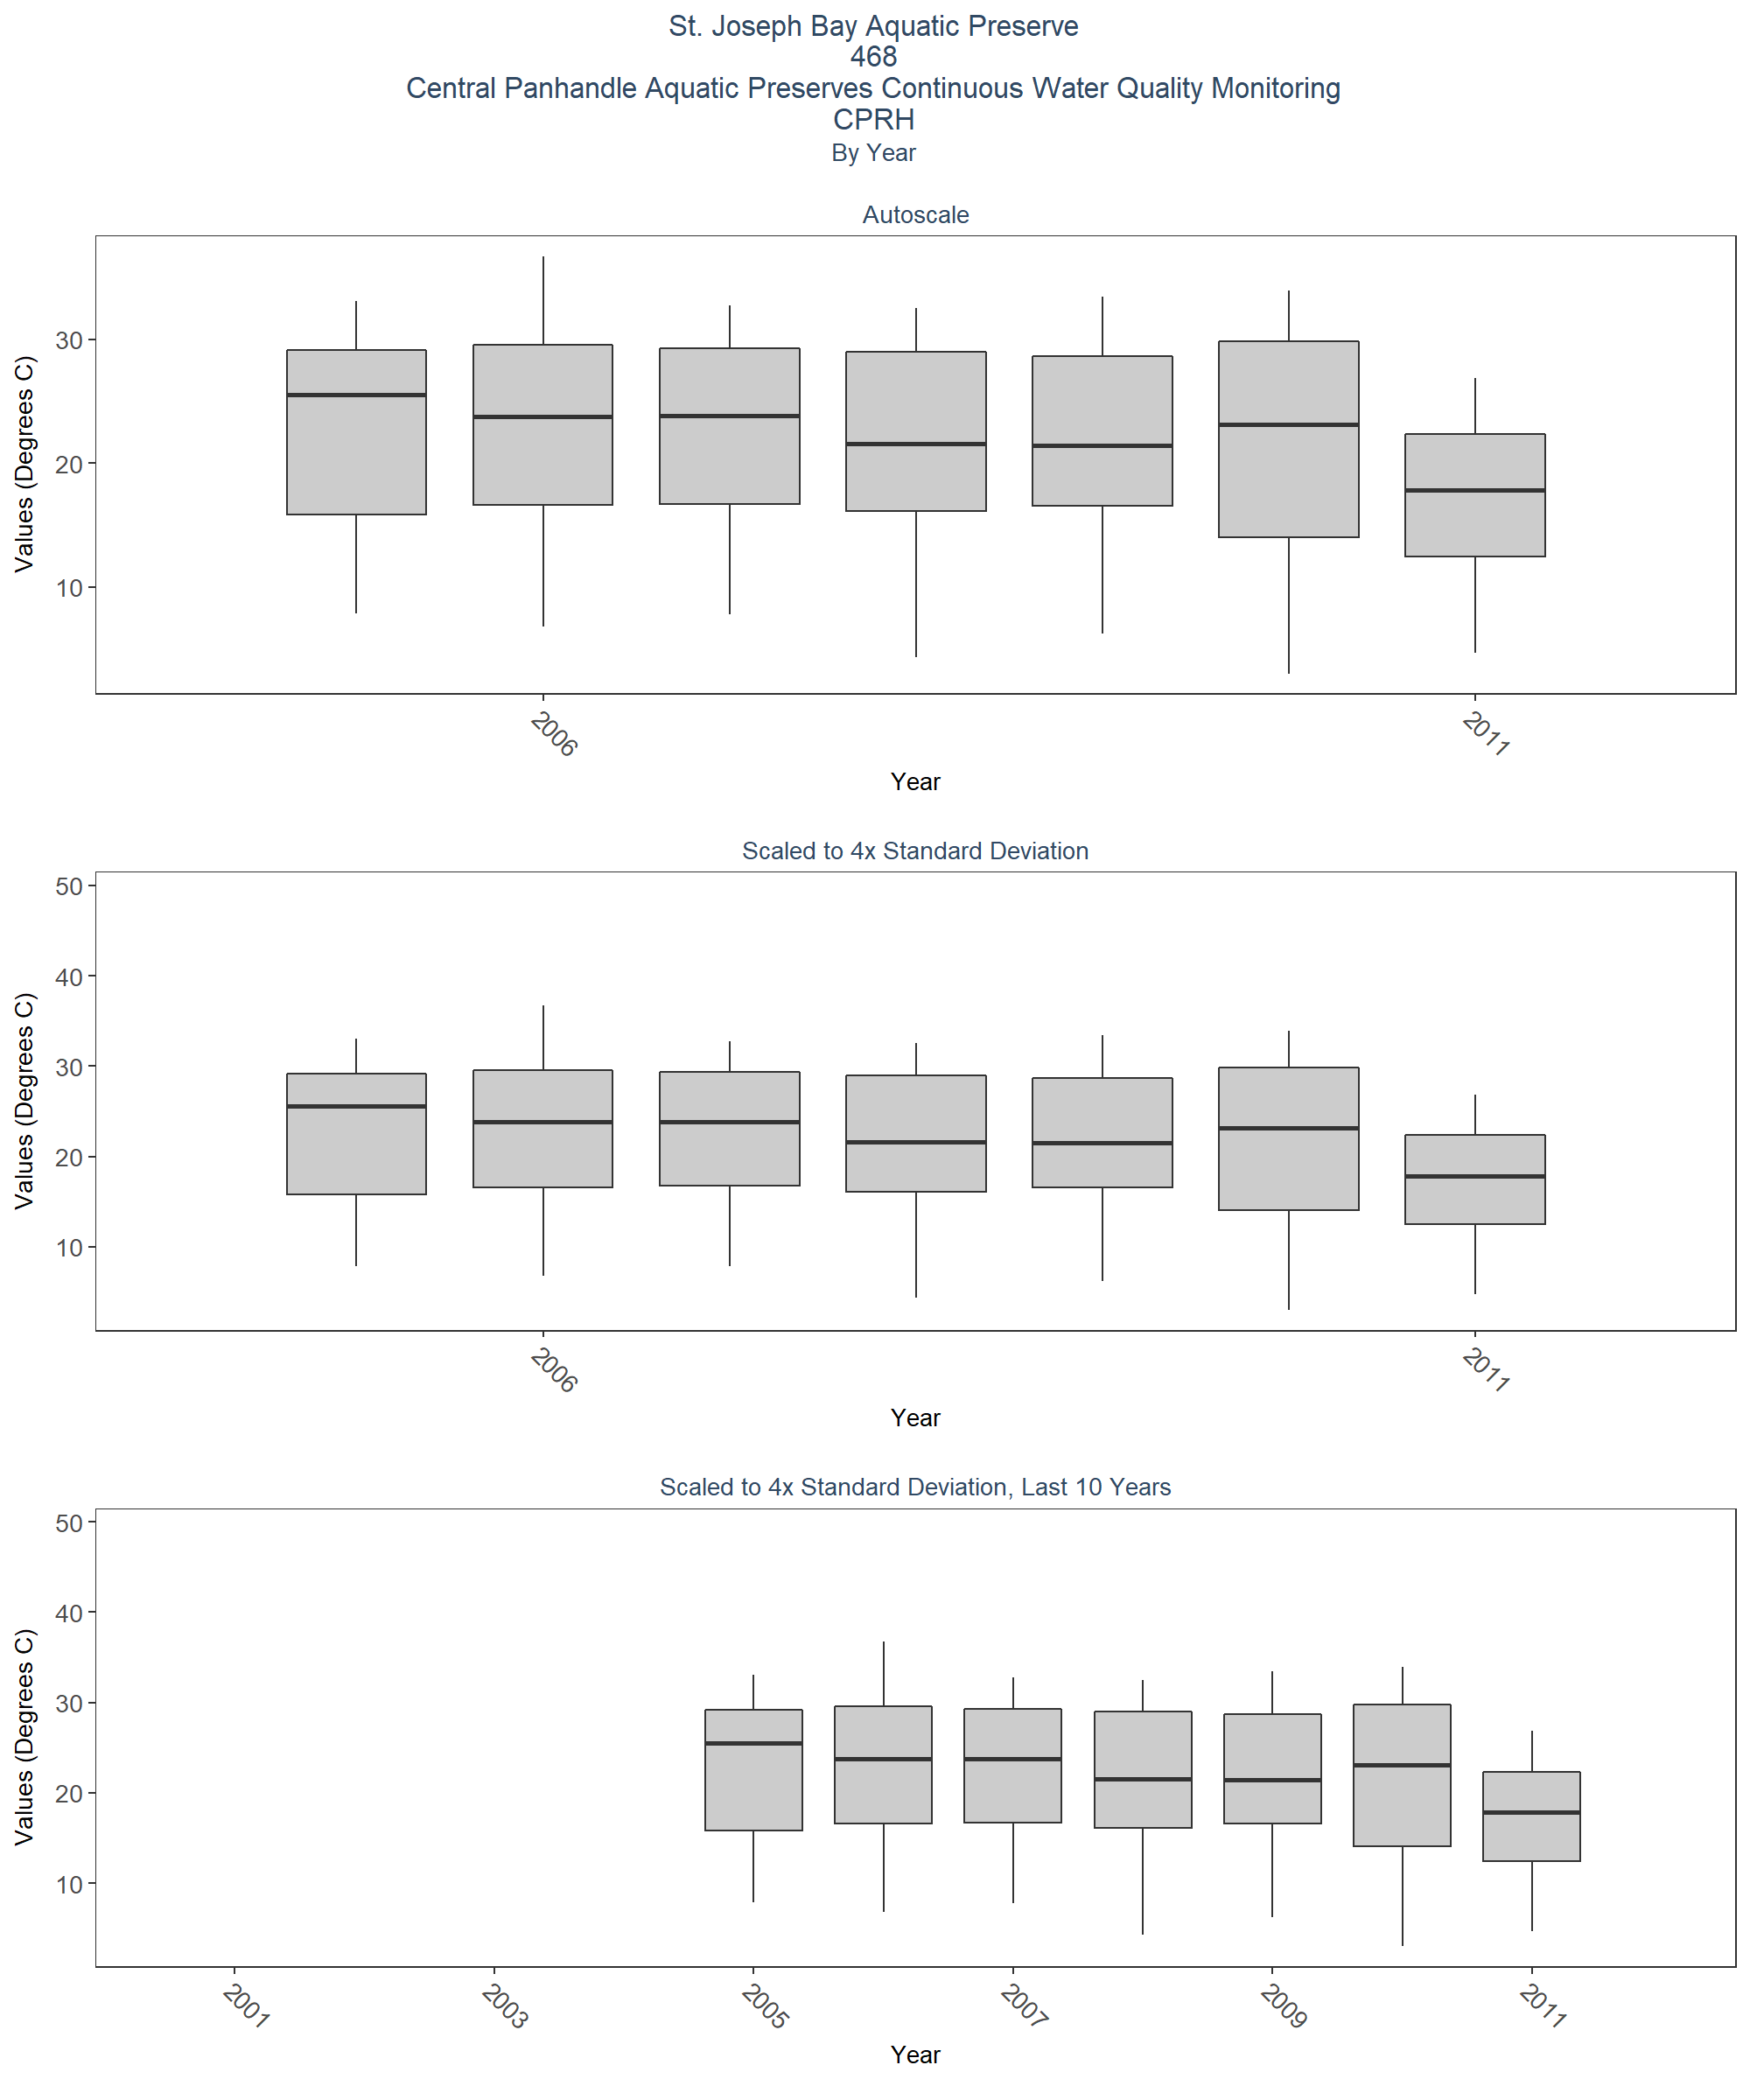 St. Joseph Bay Aquatic Preserve
468
Central Panhandle Aquatic Preserves Continuous Water Quality Monitoring
CPRH
By Year
Autoscale
Values (Degrees C)
30
20
10
2006
2011
Year
Scaled to 4x Standard Deviation
Values (Degrees C)
50
40
30
20
10
2006
2011
Year
Scaled to 4x Standard Deviation, Last 10 Years
Values (Degrees C)
50
40
30
20
10
2001
2003
2005
2007
2009
2011
Year